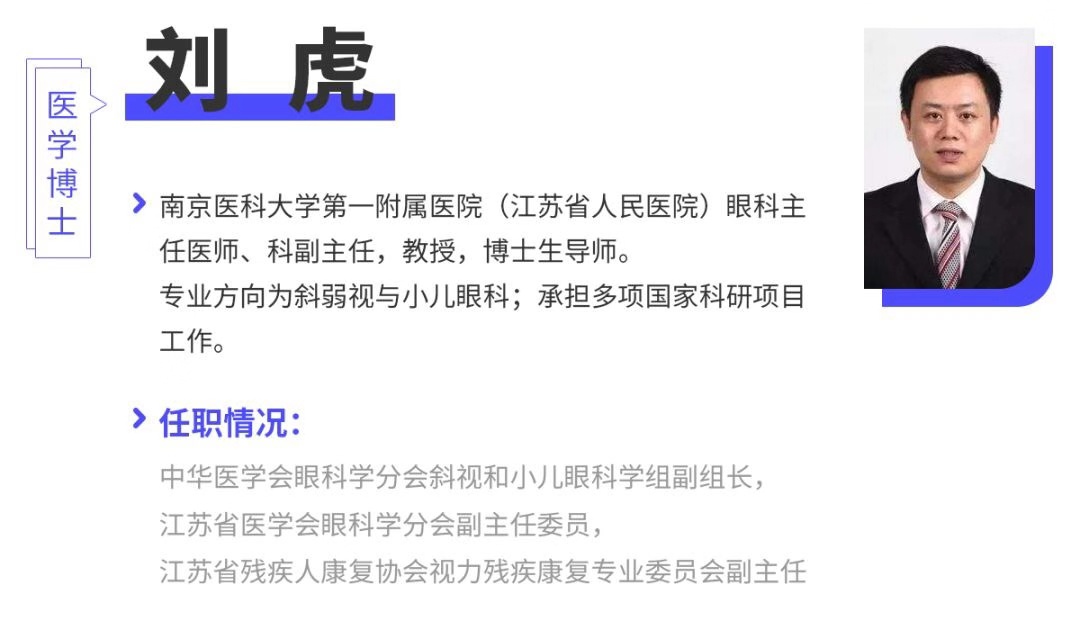 刘 虎
医学博士
南京医科大学第一附属医院（江苏省人民医院）眼科主
任医师、科副主任，教授，博士生导师。
专业方向为斜弱视与小儿眼科；承担多项国家科研项目
工作。
任职情况：
中华医学会眼科学分会斜视和小儿眼科学组副组长，
江苏省医学会眼科学分会副主任委员，
江苏省残疾人康复协会视力残疾康复专业委员会副主任